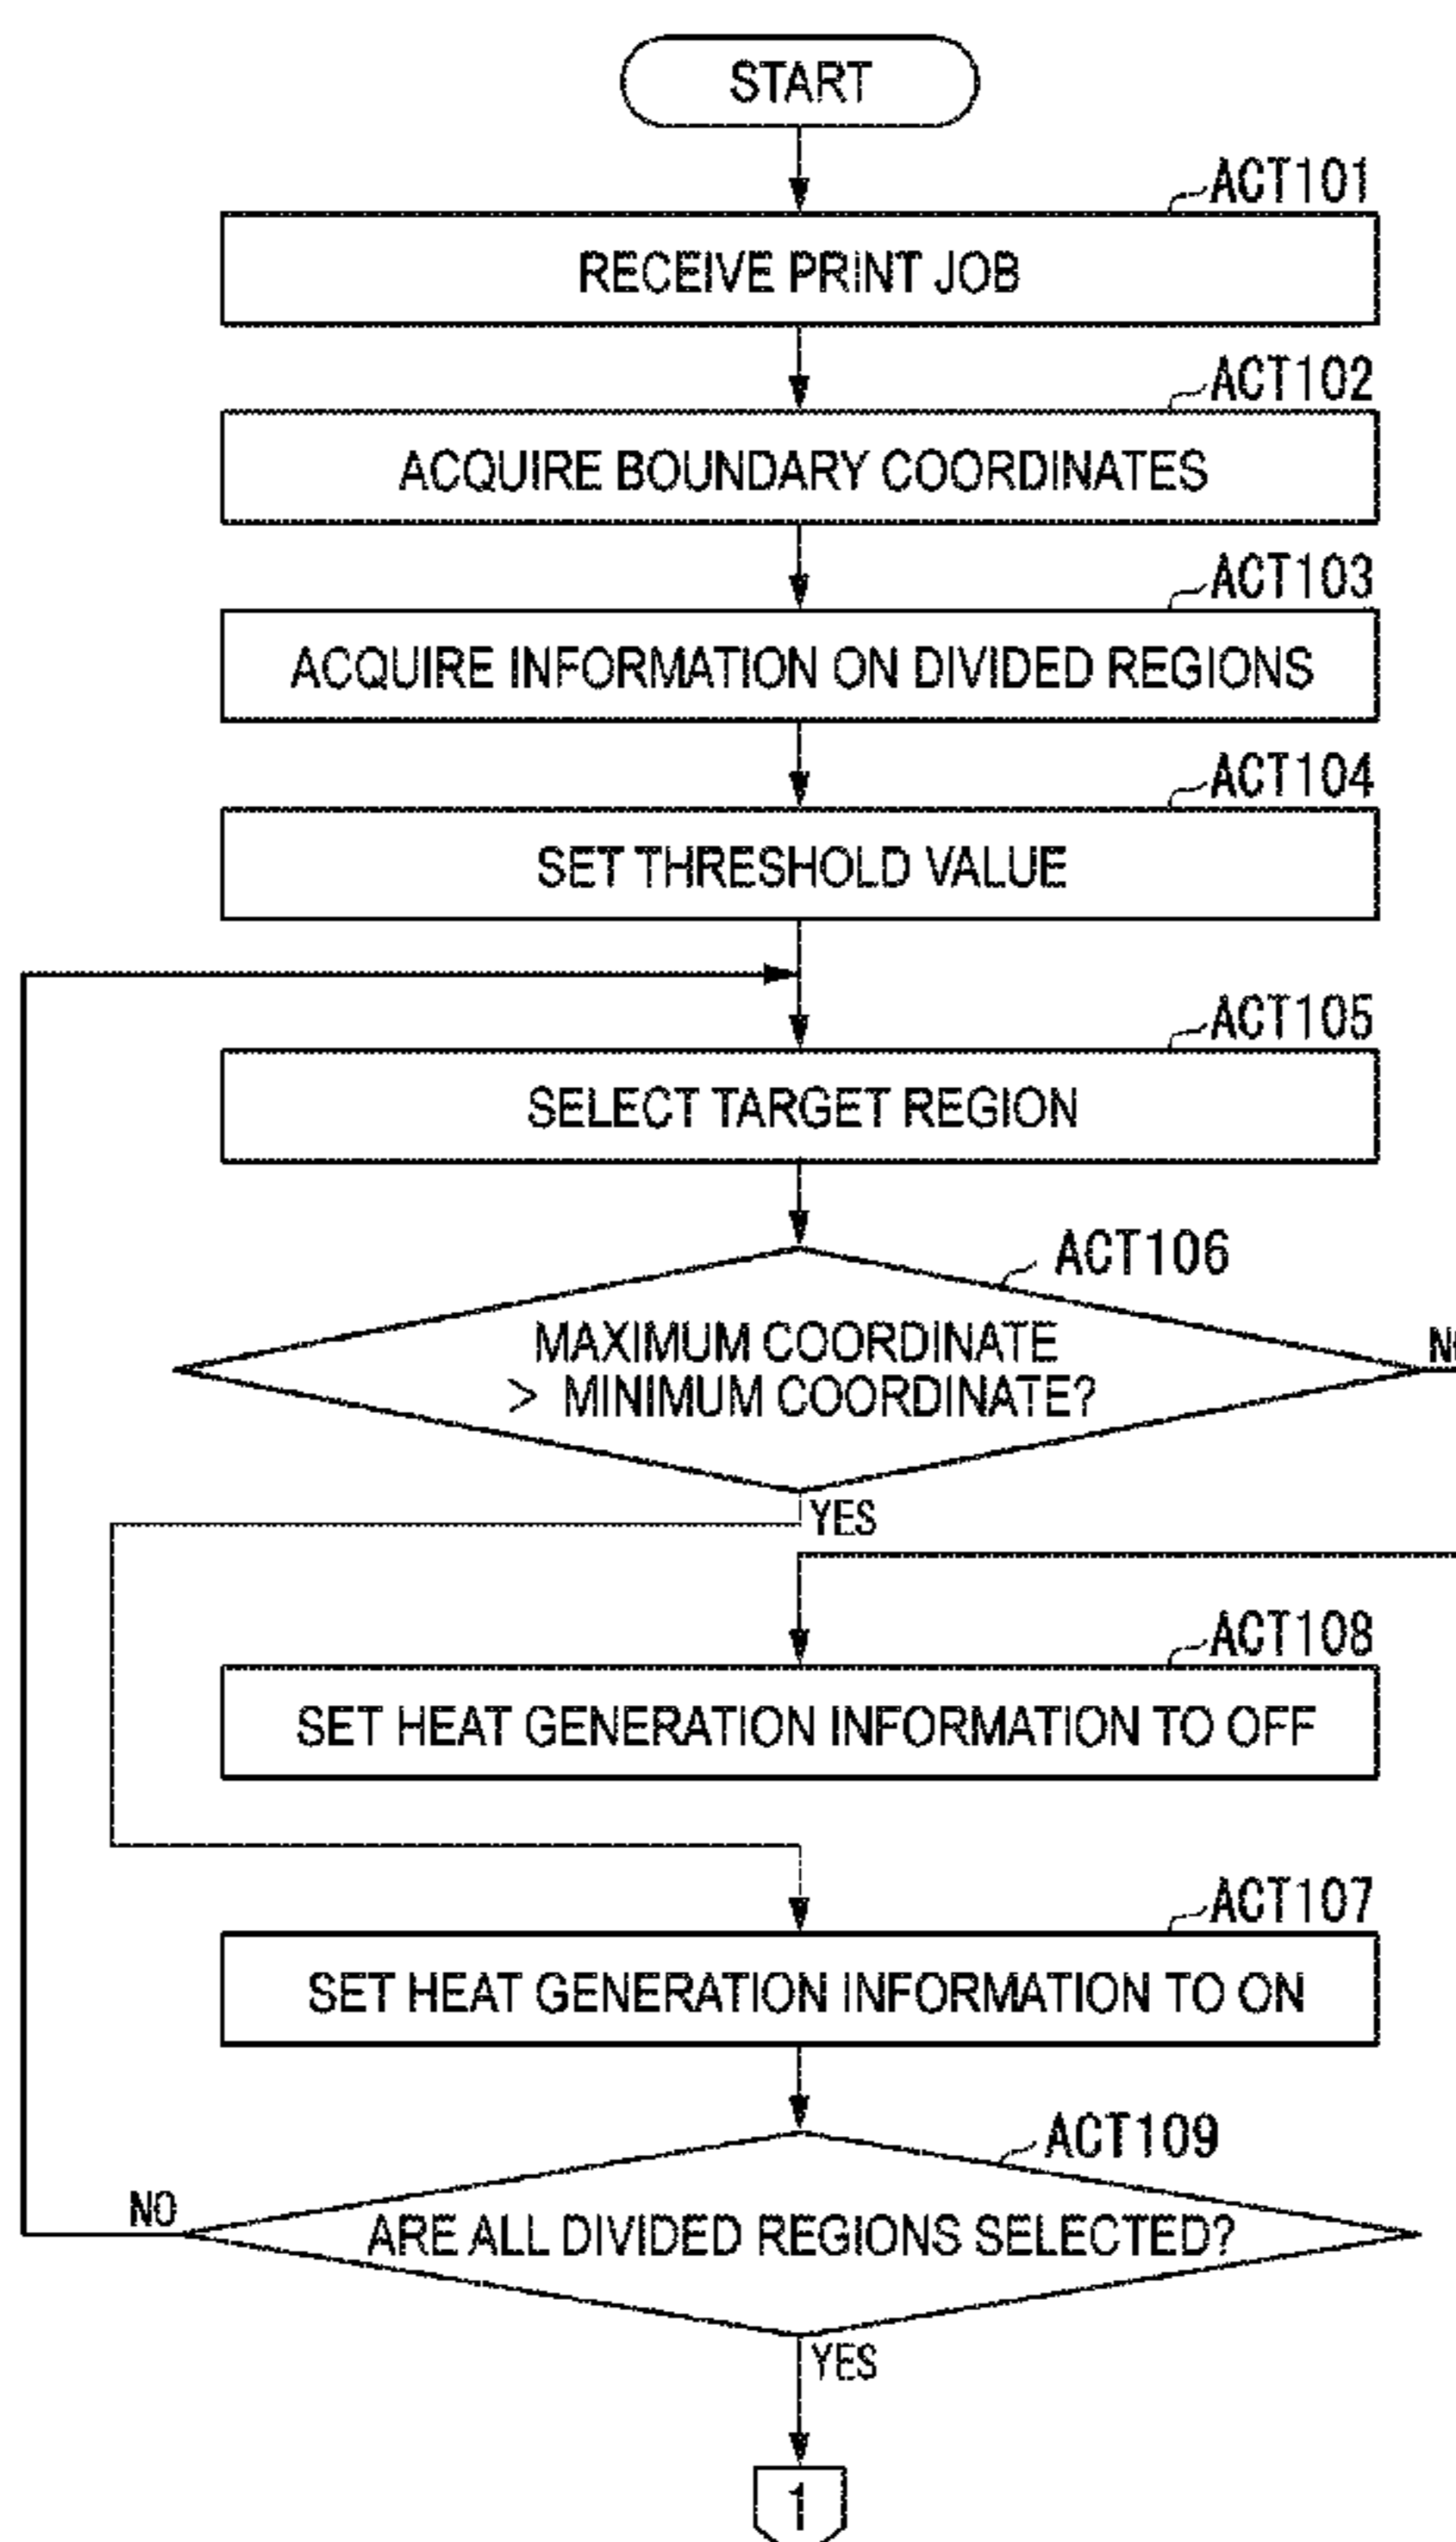 START
ACT101
RECEIVE PRINT JOB
ACT102
ACQUIRE BOUNDARY COORDINATES
ACT103
ACQUIRE INFORMATION ON DIVIDED REGIONS
ACT104
SET THRESHOLD VALUE
ACT105
SELECT TARGET REGION
ACT106
MAXIMUM COORDINATE
> MINIMUM COORDINATE?
YES
ACT108
SET HEAT GENERATION INFORMATION TO OFF
ACT107
SET HEAT GENERATION INFORMATION TO ON
ACT109
NO
ARE ALL DIVIDED REGIONS SELECTED?
YES
1